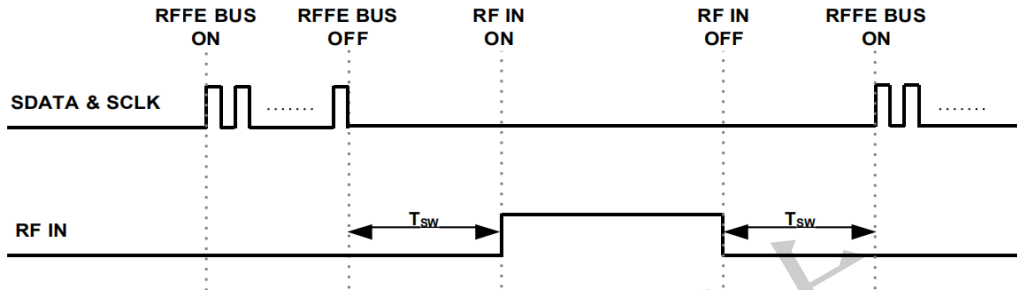 RFFE BUS ON
RFFE BUS OFF
RF IN ON
RF IN OFF
RFFE BUS ON
SDATA & SCLK
.......
.......
RF IN
TSW
TSW